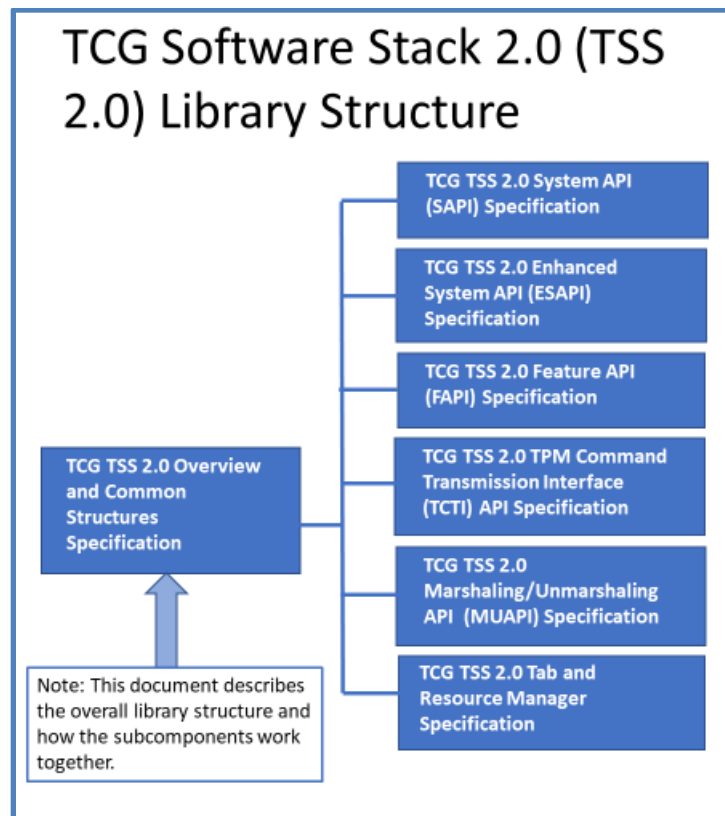 TCG Software Stack 2.0 (TSS
2.0) Library Structure
TCG TSS 2.0 System API
(SAPI) Specification
TCG TSS 2.0 Enhanced
System API (ESAPI)
Specification
TCG TSS 2.0 Feature API
(FAPI) Specification
TCG TSS 2.0 Overview
and Common
Structures
Specification
TCG TSS 2.0 TPM Command
Transmission Interface
(TCTI) API Specification
TCG TSS 2.0
Marshaling/Unmarshaling
API (MUAPI) Specification
TCG TSS 2.0 Tab and
Resource Manager
Specification
Note: This document describes
the overall library structure and
how the subcomponents work
together.